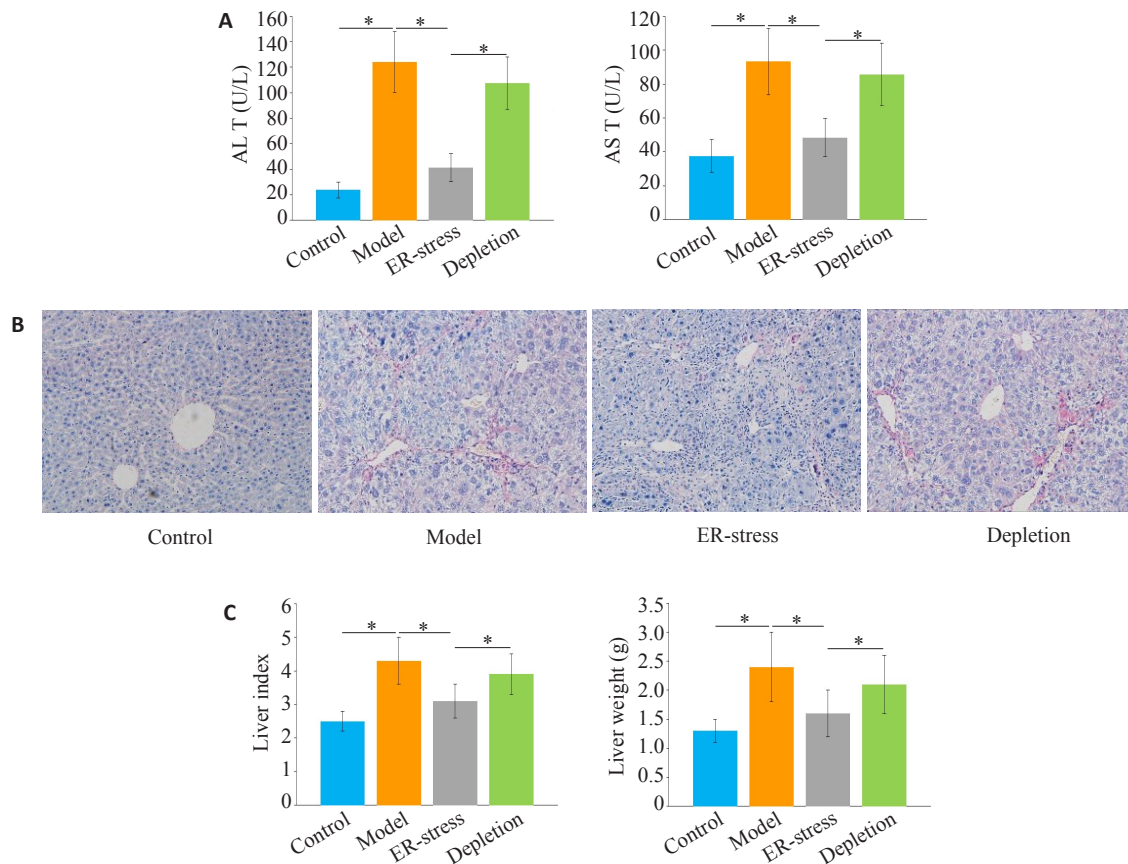 A
AL T (U/L)
160
140
120
100
80
60
40
20
0
* * *
Control Model ER-stress Depletion
AS T (U/L)
120
100
80
60
40
20
0
* * *
Control Model ER-stress Depletion
B
Control Model ER-stress Depletion
C
Liver index
6
5
4
3
2
1
0
* * *
Control Model ER-stress Depletion
Liver weight (g)
3.5
3.0
2.5
2.0
1.5
1.0
0.5
0
* * *
Control Model ER-stress Depletion